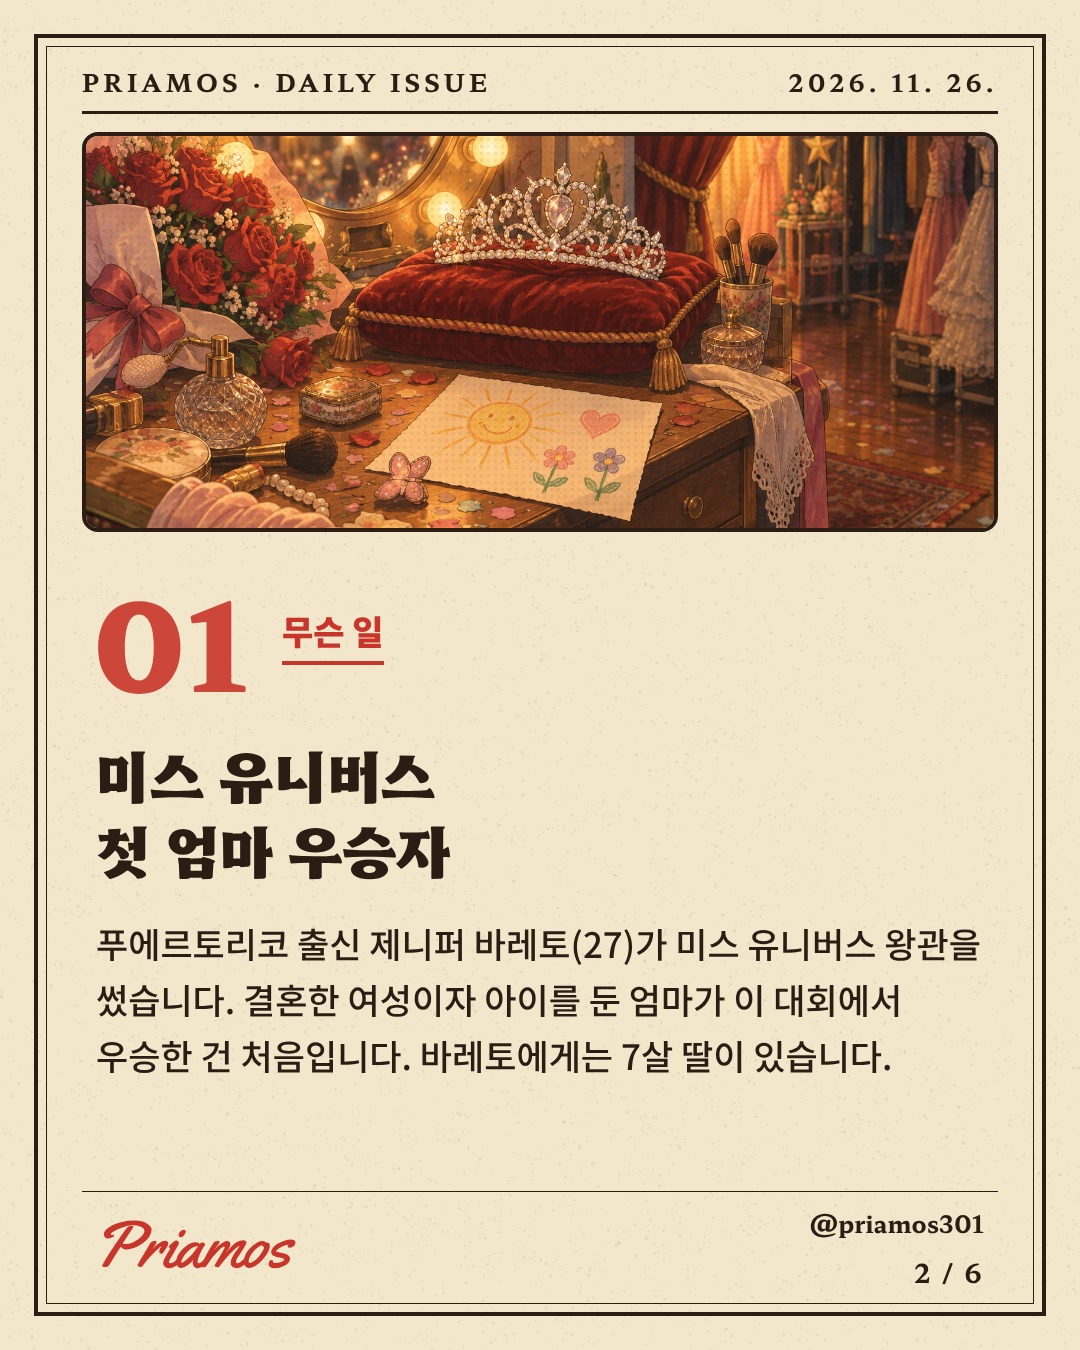 PRIAMOS · DAILY ISSUE
2026. 11. 26.
01
무슨 일
미스 유니버스
첫 엄마 우승자
푸에르토리코 출신 제니퍼 바레토(27)가 미스 유니버스 왕관을
썼습니다. 결혼한 여성이자 아이를 둔 엄마가 이 대회에서
우승한 건 처음입니다. 바레토에게는 7살 딸이 있습니다.
Priamos
@priamos301
2 / 6